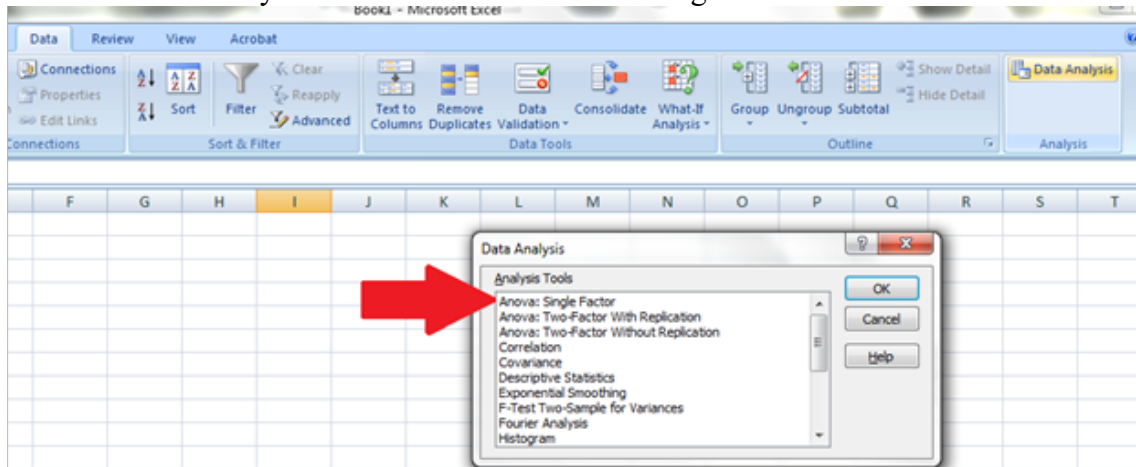 Book1 - Microsoft Excel
Data Review View Acrobat
Connections
Properties
Edit Links
Sort
Filter
Clear
Reapply
Advanced
Text to Columns
Remove Duplicates
Data Validation
Consolidate
What-If Analysis
Group
Ungroup
Subtotal
Show Detail
Hide Detail
Data Analysis
Sort & Filter
Data Tools
Outline
Analysis
F G H I J K L M N O P Q R S T
Data Analysis
Analysis Tools
Anova: Single Factor
Anova: Two-Factor With Replication
Anova: Two-Factor Without Replication
Correlation
Covariance
Descriptive Statistics
Exponential Smoothing
F-Test Two-Sample for Variances
Fourier Analysis
Histogram
OK
Cancel
Help